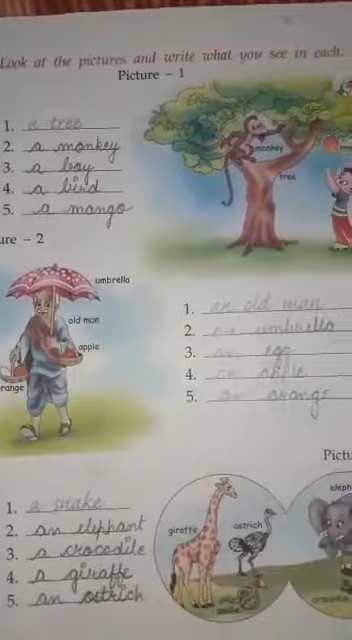 Look at the pictures and write what you see in each.
Picture - 1
1. a tree
2. a monkey
3. a boy
4. a bird
5. a mango
monkey
tree
ure - 2
umbrella
old man
apple
range
1. an old man
2. an umbrella
3. an egg
4. an apple
5. an orange
Pictu
1. a snake
2. an elephant
3. a crocodile
4. a giraffe
5. an ostrich
giraffe
ostrich
snake
eleph
crocodile